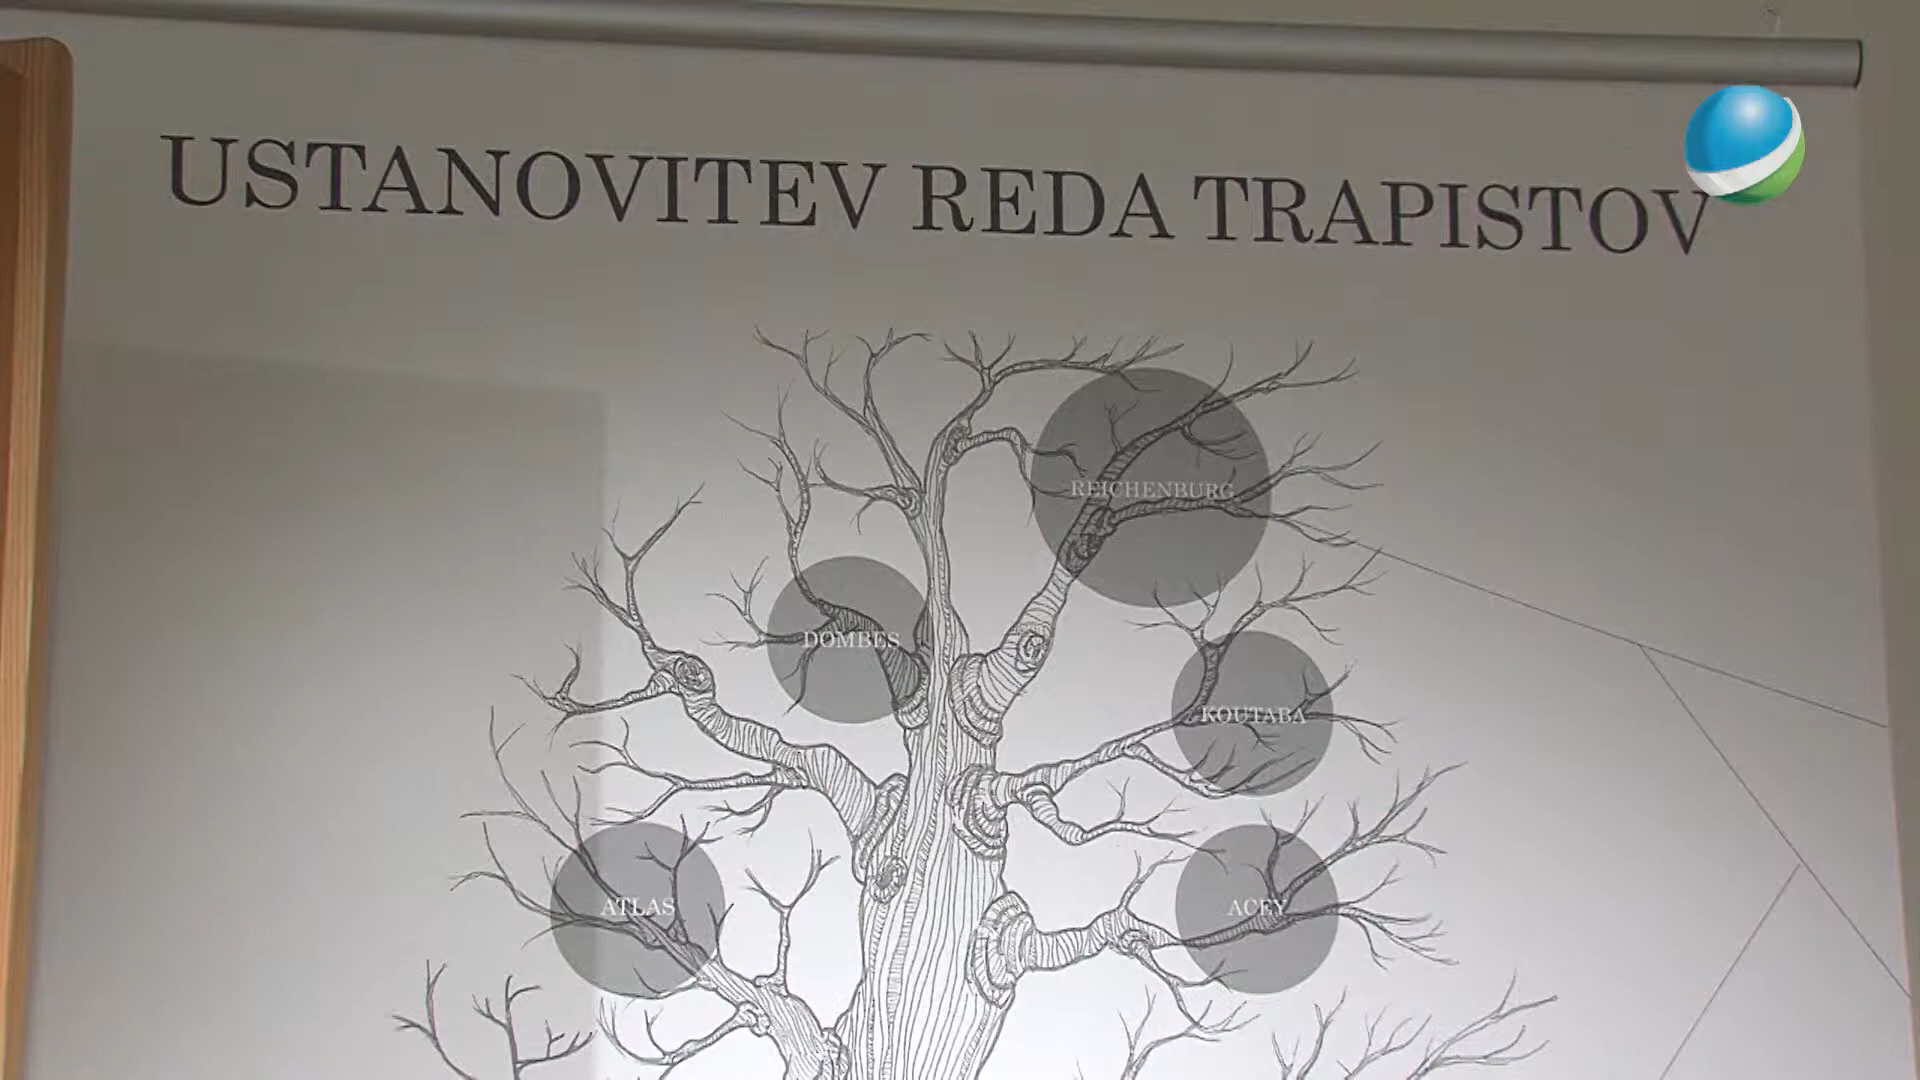 USTANOVITEV REDA TRAPISTOV
REICHENBURG
DOMBES
KOUTABA
ATLAS
ACEY